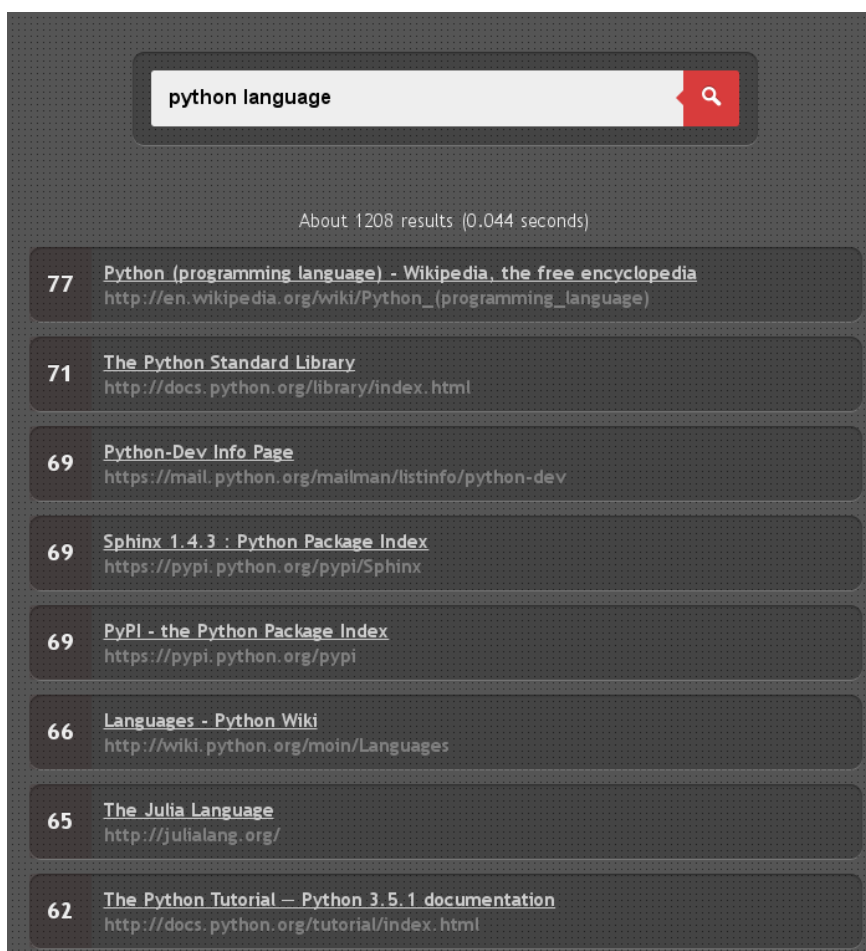 python language
About 1208 results (0.044 seconds)
77
Python (programming language) - Wikipedia, the free encyclopedia
http://en.wikipedia.org/wiki/Python_(programming_language)
71
The Python Standard Library
http://docs.python.org/library/index.html
69
Python-Dev Info Page
https://mail.python.org/mailman/listinfo/python-dev
69
Sphinx 1.4.3 : Python Package Index
https://pypi.python.org/pypi/Sphinx
69
PyPI - the Python Package Index
https://pypi.python.org/pypi
66
Languages - Python Wiki
http://wiki.python.org/moin/Languages
65
The Julia Language
http://julialang.org/
62
The Python Tutorial — Python 3.5.1 documentation
http://docs.python.org/tutorial/index.html